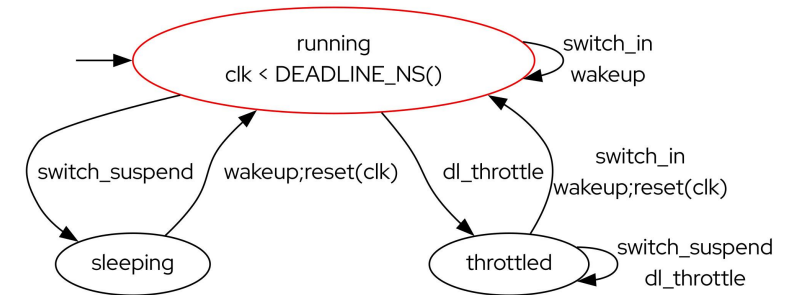 running
clk < DEADLINE_NS()
switch_in
wakeup
switch_suspend
wakeup;reset(clk)
dl_throttle
switch_in
wakeup;reset(clk)
sleeping
throttled
switch_suspend
dl_throttle